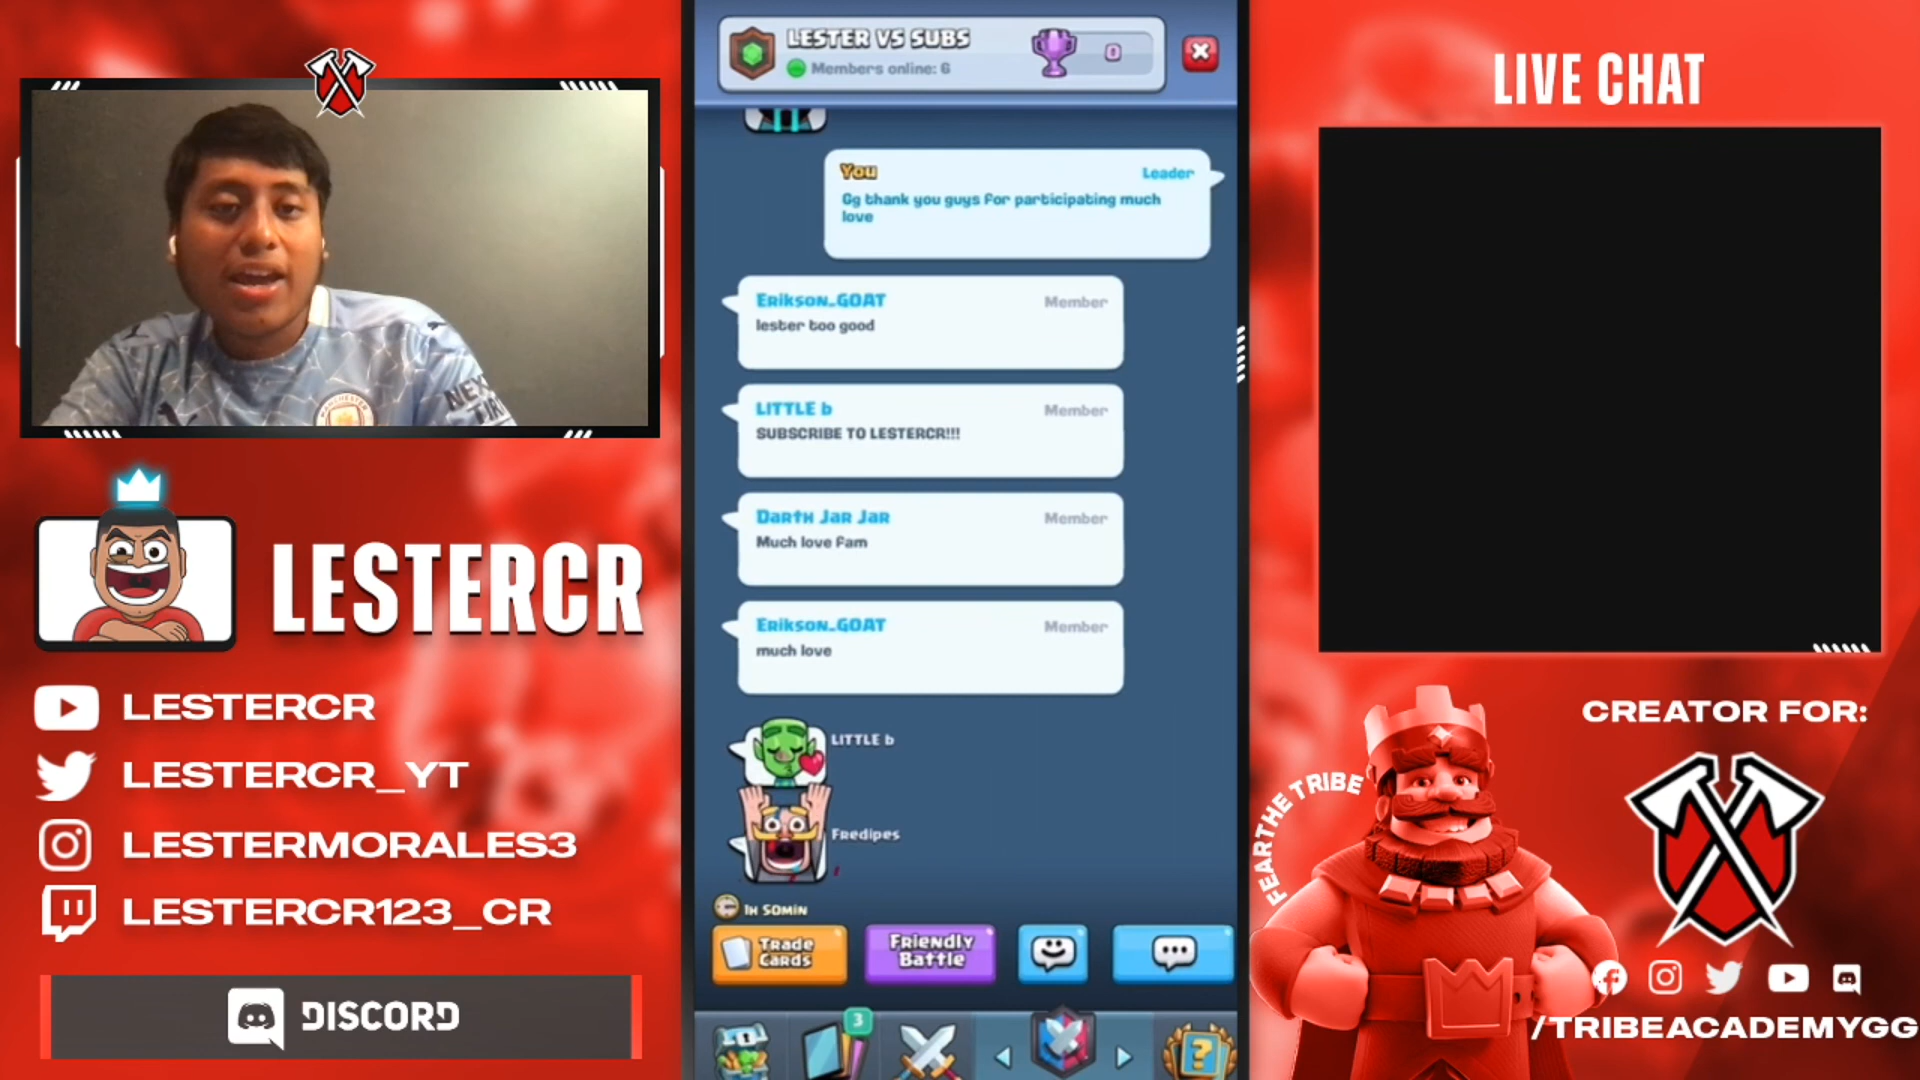 LESTER VS SUBS
Members online: 6
0
You
Leader
Gg thank you guys for participating much
love
Erikson_GOAT
Member
lester too good
LITTLE b
Member
SUBSCRIBE TO LESTERCR!!!
Darth Jar Jar
Member
Much love Fam
Erikson_GOAT
Member
much love
LITTLE b
Fredipes
1H 50MIN
Trade
Cards
Friendly
Battle
3
MANCHESTER
NEX
LESTERCR
LESTERCR
LESTERCR_YT
LESTERMORALES3
LESTERCR123_CR
DISCORD
LIVE CHAT
CREATOR FOR:
FEARTHE TRIBE
/TRIBEACADEMYGG